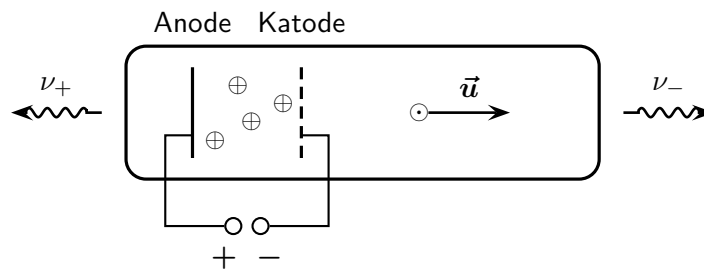 Anode Katode
ν₊ u⃗ ν₋
+ −